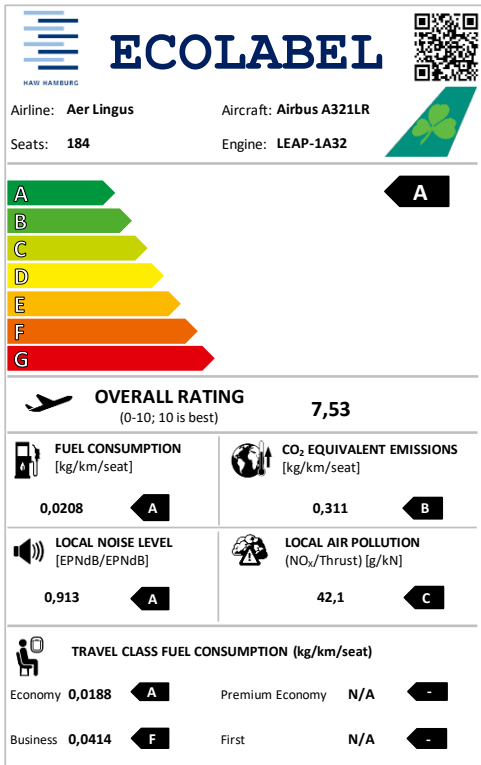 ECOLABEL
HAW HAMBURG
Airline: Aer Lingus Aircraft: Airbus A321LR
Seats: 184 Engine: LEAP-1A32
A A
B
C
D
E
F
G
OVERALL RATING 7,53
(0-10; 10 is best)
FUEL CONSUMPTION CO₂ EQUIVALENT EMISSIONS
[kg/km/seat] [kg/km/seat]
0,0208 A 0,311 B
LOCAL NOISE LEVEL LOCAL AIR POLLUTION
[EPNdB/EPNdB] (NOₓ/Thrust) [g/kN]
0,913 A 42,1 C
TRAVEL CLASS FUEL CONSUMPTION (kg/km/seat)
Economy 0,0188 A Premium Economy N/A -
Business 0,0414 F First N/A -